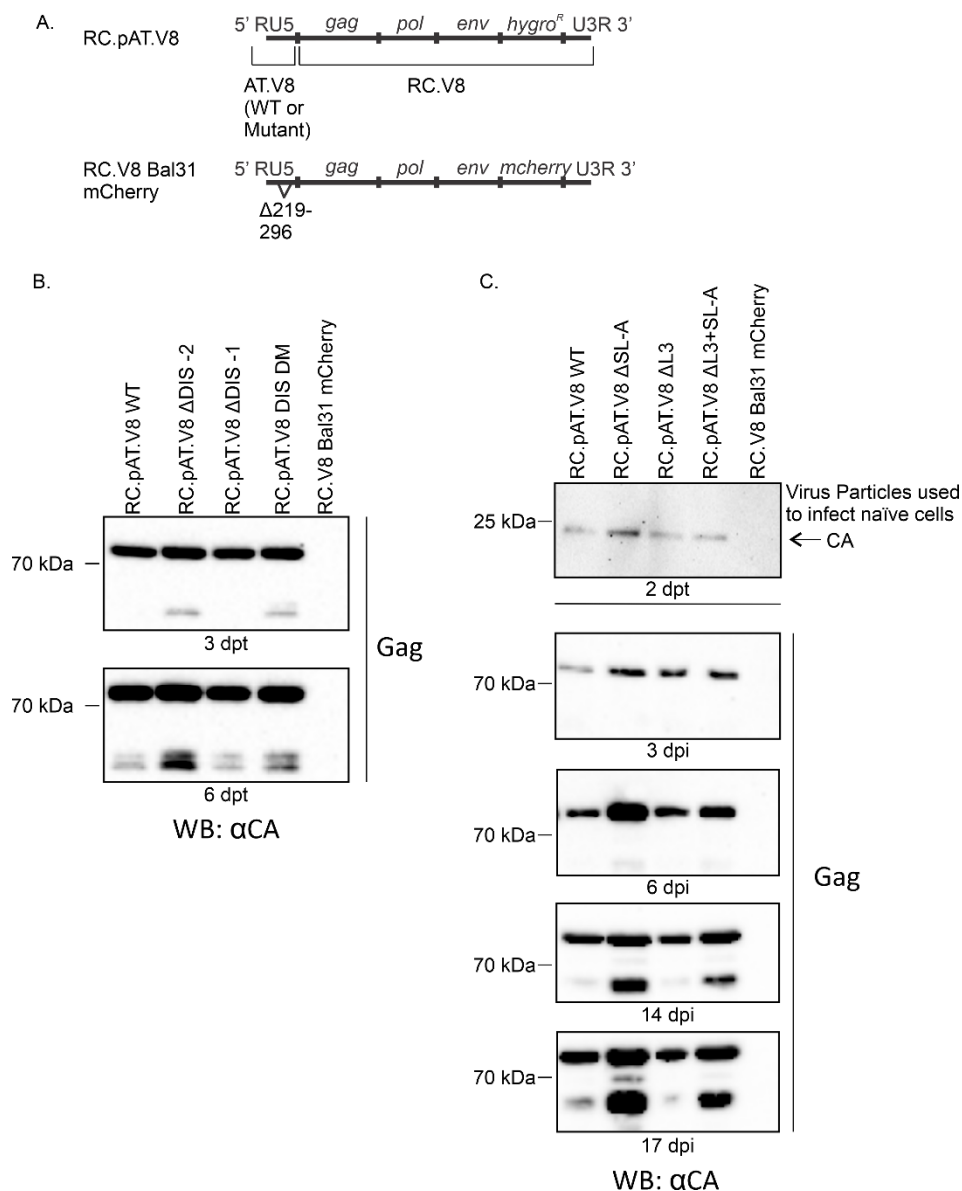 A.
RC.pAT.V8
5' RU5 gag pol env hygroᴿ U3R 3'
AT.V8
(WT or
Mutant)
RC.V8
RC.V8 Bal31
mCherry
5' RU5 gag pol env mcherry U3R 3'
Δ219-
296
B.
RC.pAT.V8 WT
RC.pAT.V8 ΔDIS -2
RC.pAT.V8 ΔDIS -1
RC.pAT.V8 DIS DM
RC.V8 Bal31 mCherry
70 kDa
3 dpt
70 kDa
6 dpt
Gag
WB: αCA
C.
RC.pAT.V8 WT
RC.pAT.V8 ΔSL-A
RC.pAT.V8 ΔL3
RC.pAT.V8 ΔL3+SL-A
RC.V8 Bal31 mCherry
25 kDa
Virus Particles used
to infect naïve cells
CA
2 dpt
70 kDa
3 dpi
70 kDa
6 dpi
70 kDa
14 dpi
70 kDa
17 dpi
Gag
WB: αCA